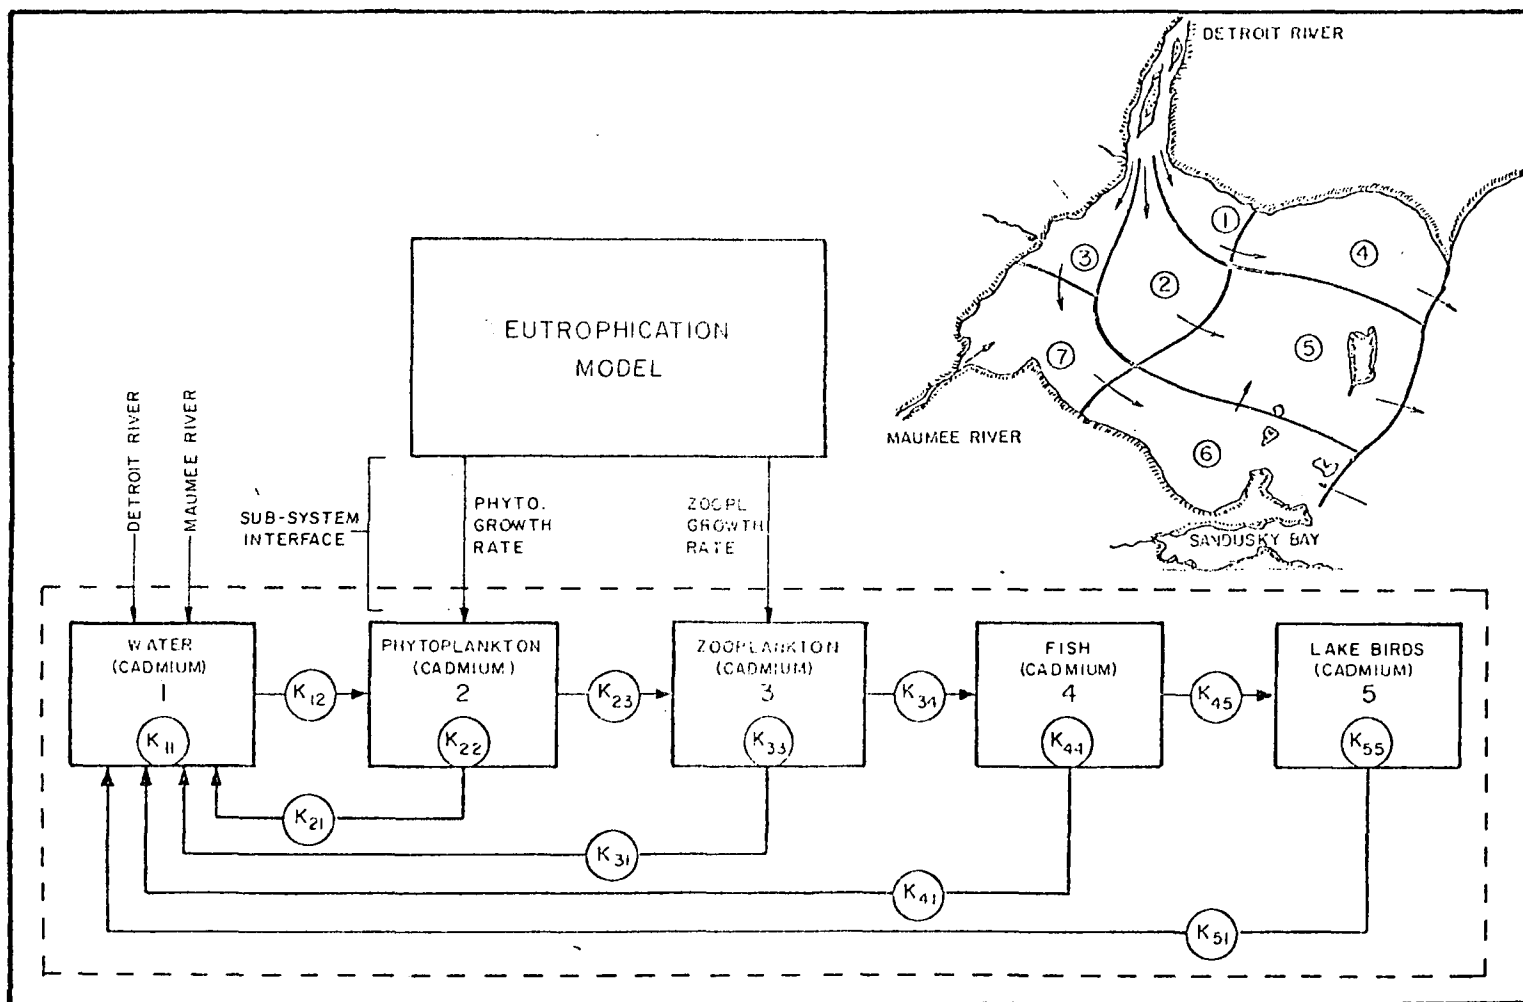 DETROIT RIVER
1
3
4
2
5
7
6
MAUMEE RIVER
SANDUSKY BAY
EUTROPHICATION
MODEL
DETROIT RIVER
MAUMEE RIVER
SUB-SYSTEM
INTERFACE
PHYTO.
GROWTH
RATE
ZOOPL
GROWTH
RATE
WATER
(CADMIUM)
1
K11
K12
PHYTOPLANKTON
(CADMIUM)
2
K22
K23
ZOOPLANKTON
(CADMIUM)
3
K33
K34
FISH
(CADMIUM)
4
K44
K45
LAKE BIRDS
(CADMIUM)
5
K55
K21
K31
K41
K51